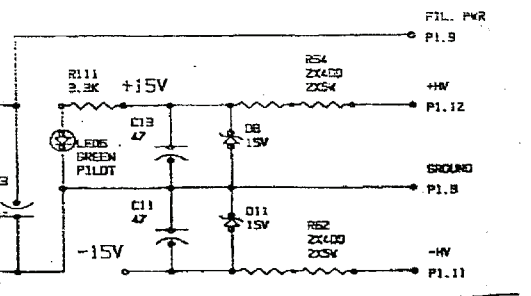 FIL. PWR
P1.9
R111
3.3K
+15V
R54
2X400
2X5W
+HV
P1.12
C13
47
D8
15V
LED5
GREEN
PILOT
GROUND
P1.8
C11
47
D11
15V
-15V
R62
2X400
2X5W
-HV
P1.11